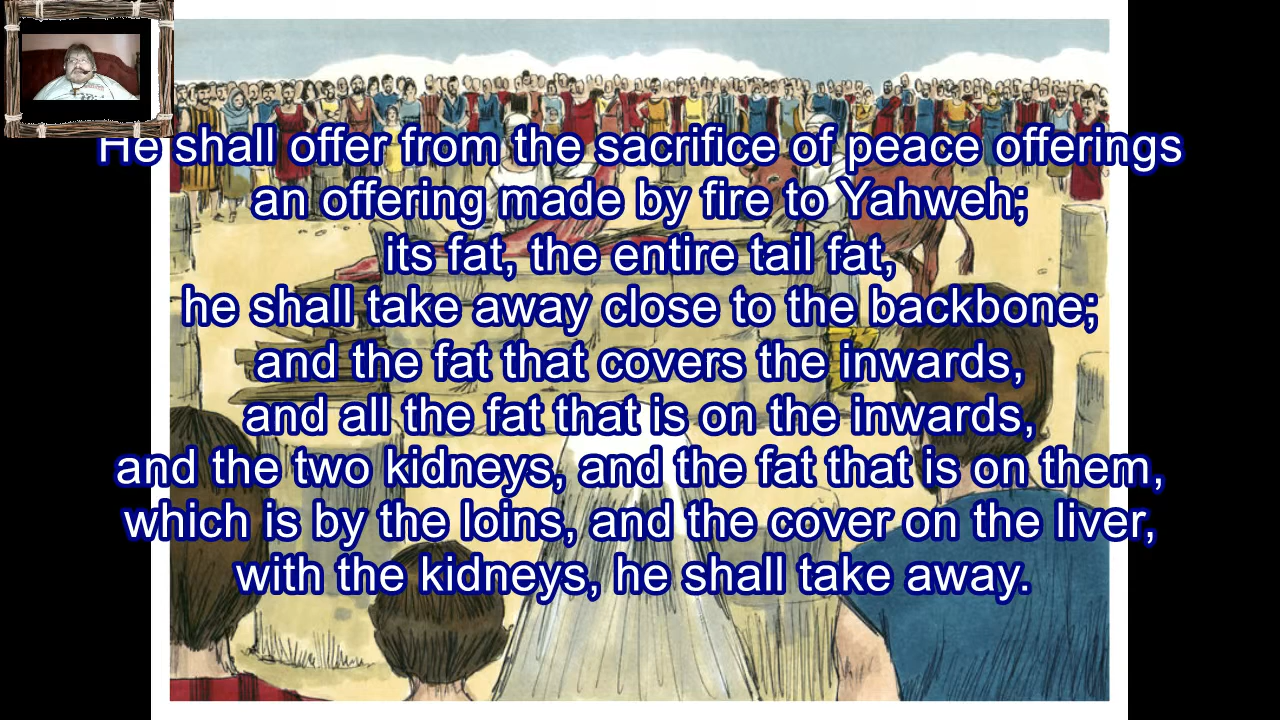 He shall offer from the sacrifice of peace offerings
an offering made by fire to Yahweh;
its fat, the entire tail fat,
he shall take away close to the backbone;
and the fat that covers the inwards,
and all the fat that is on the inwards,
and the two kidneys, and the fat that is on them,
which is by the loins, and the cover on the liver,
with the kidneys, he shall take away.